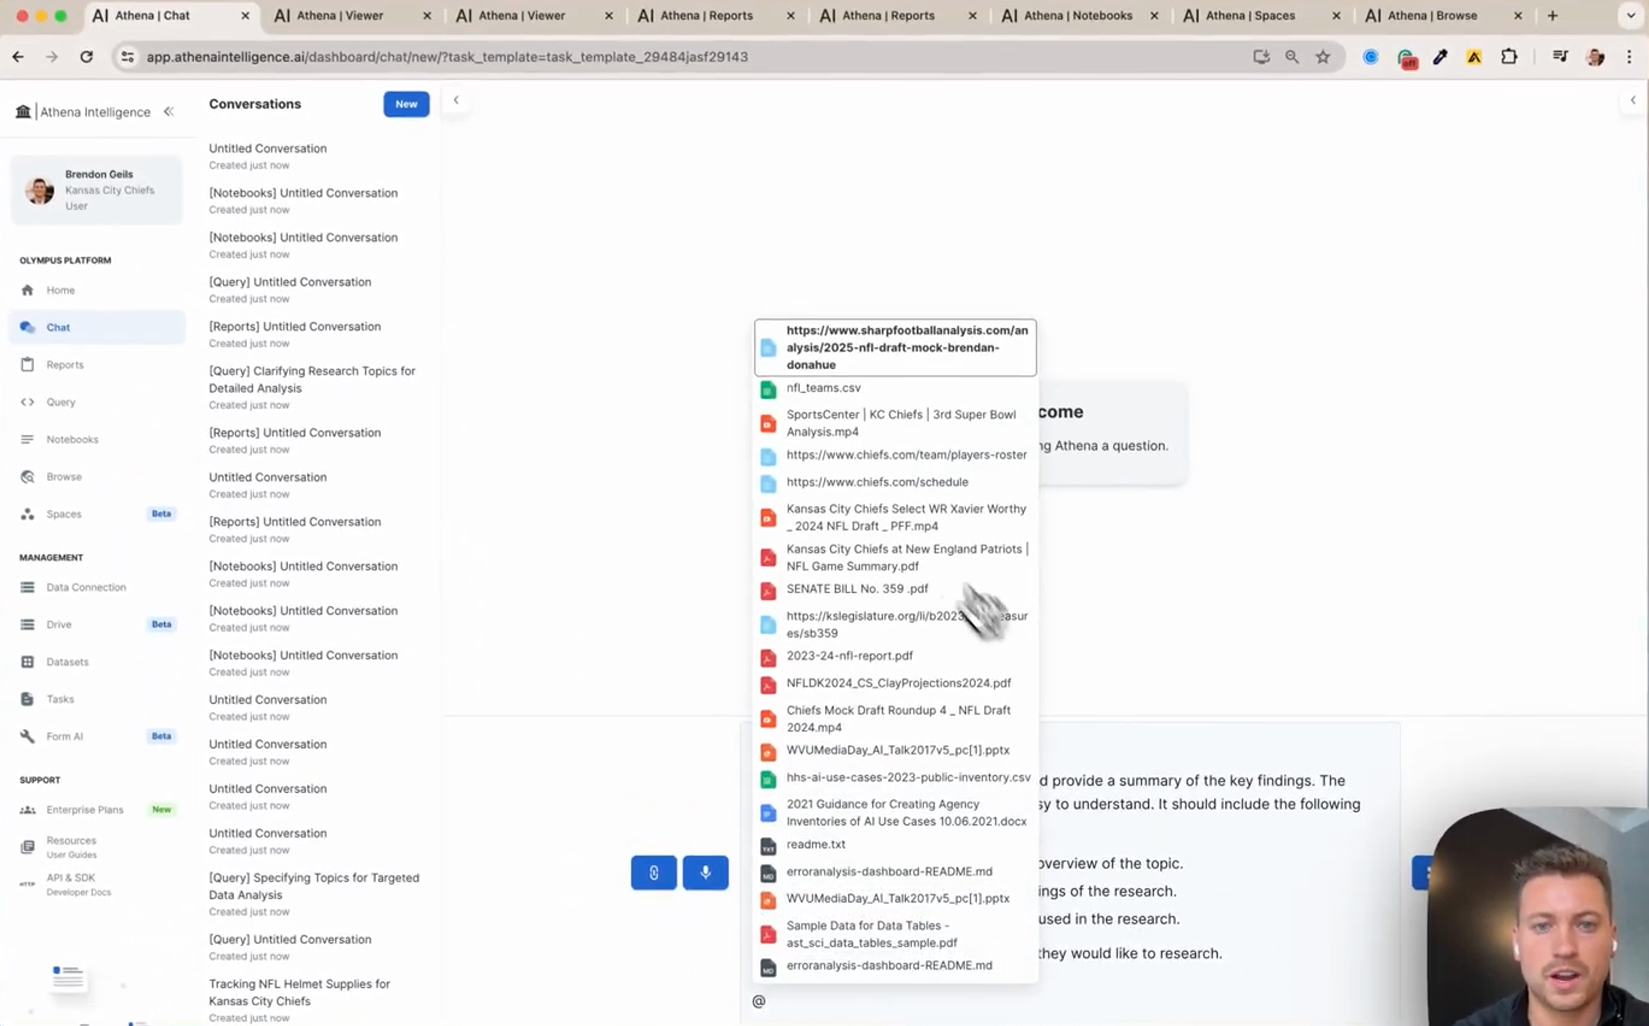 Athena | Chat
Athena | Viewer
Athena | Viewer
Athena | Reports
Athena | Reports
Athena | Notebooks
Athena | Spaces
Athena | Browse
app.athenaintelligence.ai/dashboard/chat/new/?task_template=task_template_29484jasf29143
off
Athena Intelligence
Brendon Geils
Kansas City Chiefs
User
OLYMPUS PLATFORM
Home
Chat
Reports
Query
Notebooks
Browse
Spaces
Beta
MANAGEMENT
Data Connection
Drive
Beta
Datasets
Tasks
Form AI
Beta
SUPPORT
Enterprise Plans
New
Resources
User Guides
HTTP
API & SDK
Developer Docs
Conversations
New
Untitled Conversation
Created just now
[Notebooks] Untitled Conversation
Created just now
[Notebooks] Untitled Conversation
Created just now
[Query] Untitled Conversation
Created just now
[Reports] Untitled Conversation
Created just now
[Query] Clarifying Research Topics for
Detailed Analysis
Created just now
[Reports] Untitled Conversation
Created just now
Untitled Conversation
Created just now
[Reports] Untitled Conversation
Created just now
[Notebooks] Untitled Conversation
Created just now
[Notebooks] Untitled Conversation
Created just now
[Notebooks] Untitled Conversation
Created just now
Untitled Conversation
Created just now
Untitled Conversation
Created just now
Untitled Conversation
Created just now
Untitled Conversation
Created just now
[Query] Specifying Topics for Targeted
Data Analysis
Created just now
[Query] Untitled Conversation
Created just now
Tracking NFL Helmet Supplies for
Kansas City Chiefs
Created just now
https://www.sharpfootballanalysis.com/an
alysis/2025-nfl-draft-mock-brendan-
donahue
nfl_teams.csv
SportsCenter | KC Chiefs | 3rd Super Bowl
Analysis.mp4
https://www.chiefs.com/team/players-roster
https://www.chiefs.com/schedule
Kansas City Chiefs Select WR Xavier Worthy
_ 2024 NFL Draft _ PFF.mp4
Kansas City Chiefs at New England Patriots |
NFL Game Summary.pdf
SENATE BILL No. 359 .pdf
https://kslegislature.org/li/b2023
es/sb359
2023-24-nfl-report.pdf
NFLDK2024_CS_ClayProjections2024.pdf
Chiefs Mock Draft Roundup 4 _ NFL Draft
2024.mp4
WVUMediaDay_AI_Talk2017v5_pc[1].pptx
hhs-ai-use-cases-2023-public-inventory.csv
2021 Guidance for Creating Agency
Inventories of AI Use Cases 10.06.2021.docx
readme.txt
erroranalysis-dashboard-README.md
WVUMediaDay_AI_Talk2017v5_pc[1].pptx
Sample Data for Data Tables -
ast_sci_data_tables_sample.pdf
erroranalysis-dashboard-README.md
come
ng Athena a question.
d provide a summary of the key findings. The
sy to understand. It should include the following
overview of the topic.
ings of the research.
used in the research.
they would like to research.
@